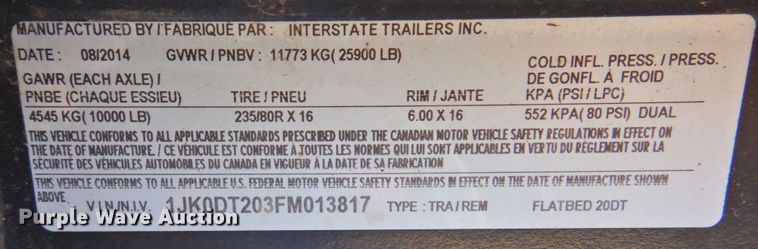 MANUFACTURED BY / FABRIQUÉ PAR : INTERSTATE TRAILERS INC.
DATE : 08/2014 GVWR / PNBV : 11773 KG( 25900 LB)
GAWR (EACH AXLE) / COLD INFL. PRESS. / PRESS.
DE GONFL. À FROID
PNBE (CHAQUE ESSIEU) TIRE / PNEU RIM / JANTE KPA (PSI / LPC)
4545 KG( 10000 LB) 235/80R X 16 6.00 X 16 552 KPA( 80 PSI) DUAL
THIS VEHICLE CONFORMS TO ALL APPLICABLE STANDARDS PRESCRIBED UNDER THE CANADIAN MOTOR VEHICLE SAFETY REGULATIONS IN EFFECT ON
THE DATE OF MANUFACTURE. / CE VÉHICULE EST CONFORME À TOUTES LES NORMES QUI LUI SONT APPLICABLES EN VERTU DU RÈGLEMENT SUR LA
SÉCURITÉ DES VÉHICULES AUTOMOBILES DU CANADA EN VIGUEUR À LA DATE DE SA FABRICATION
THIS VEHICLE CONFORMS TO ALL APPLICABLE U.S. FEDERAL MOTOR VEHICLE SAFETY STANDARDS IN EFFECT ON THE DATE OF MANUFACTURE SHOWN
ABOVE
V.I.N./N.I.V. 1JK0DT203FM013817 TYPE : TRA / REM FLATBED 20DT
Purple Wave Auction